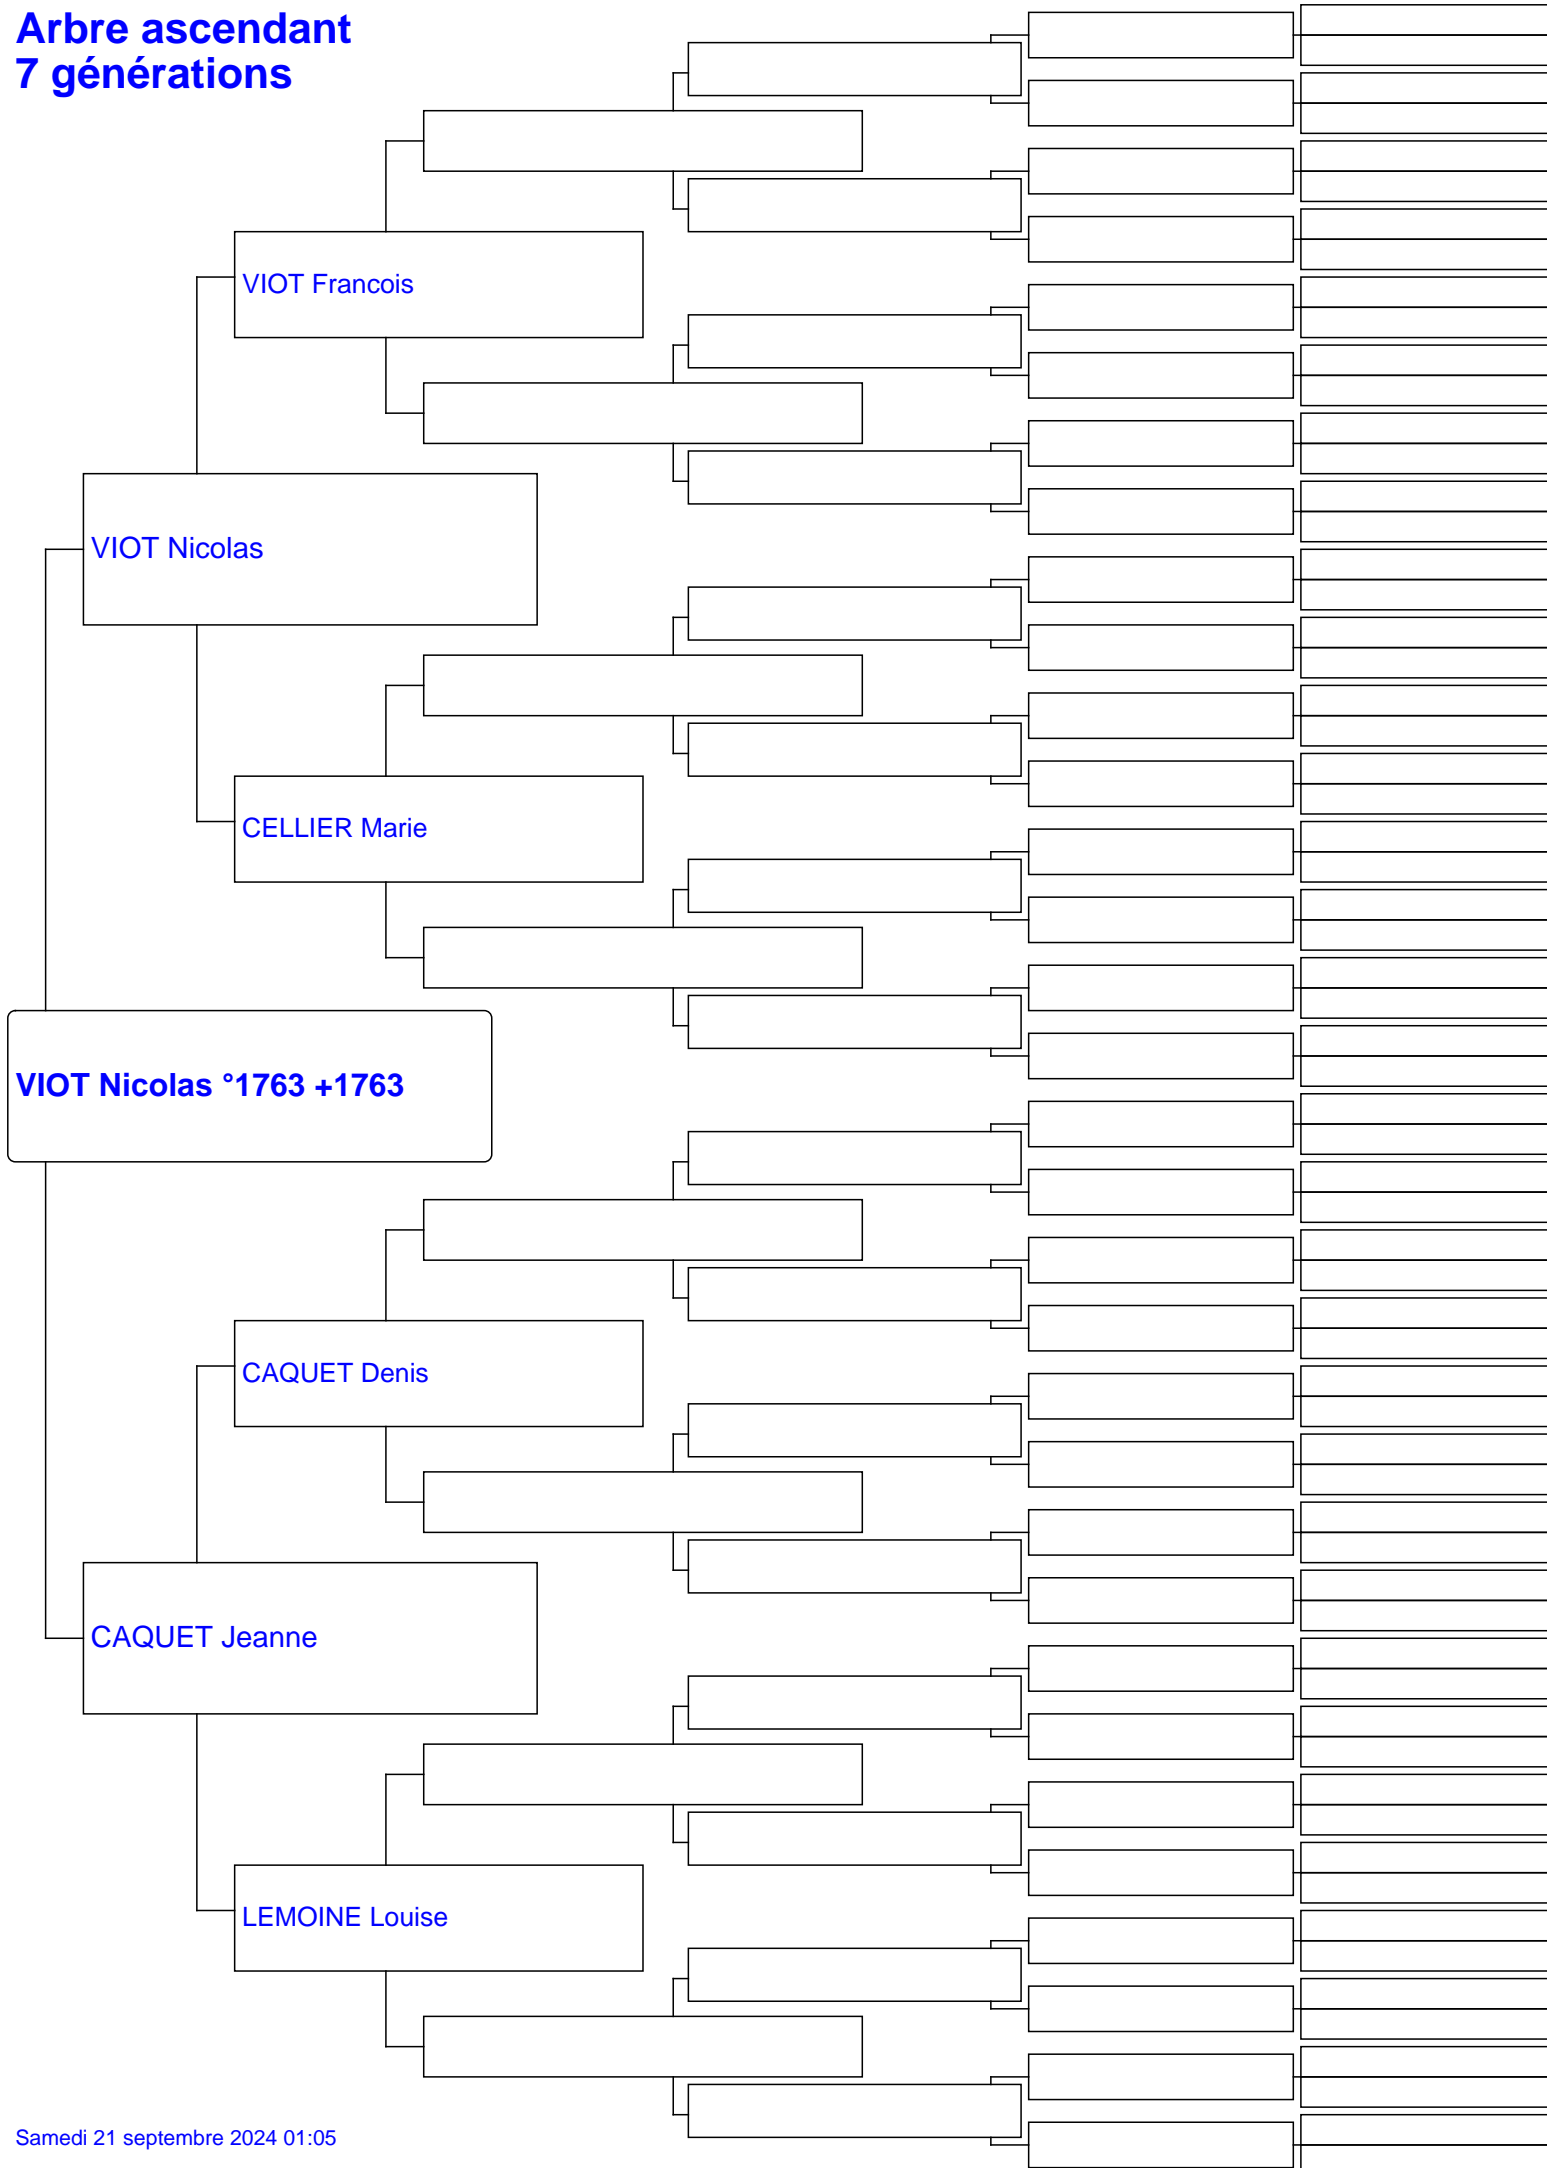 Arbre ascendant
7 générations
VIOT Francois
VIOT Nicolas
CELLIER Marie
VIOT Nicolas °1763 +1763
CAQUET Denis
CAQUET Jeanne
LEMOINE Louise
Samedi 21 septembre 2024 01:05